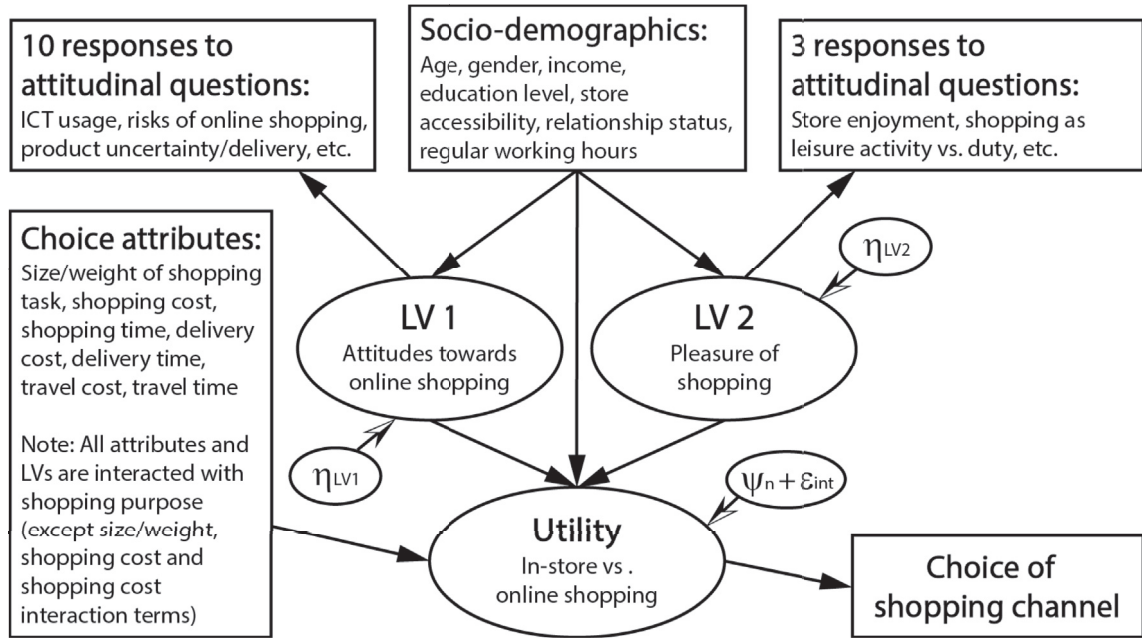 10 responses to
attitudinal questions:
ICT usage, risks of online shopping,
product uncertainty/delivery, etc.
Socio-demographics:
Age, gender, income,
education level, store
accessibility, relationship status,
regular working hours
3 responses to
attitudinal questions:
Store enjoyment, shopping as
leisure activity vs. duty, etc.
Choice attributes:
Size/weight of shopping
task, shopping cost,
shopping time, delivery
cost, delivery time,
travel cost, travel time
Note: All attributes and
LVs are interacted with
shopping purpose
(except size/weight,
shopping cost and
shopping cost
interaction terms)
LV 1
Attitudes towards
online shopping
LV 2
Pleasure of
shopping
ηLV2
ηLV1
ψn + εint
Utility
In-store vs .
online shopping
Choice of
shopping channel